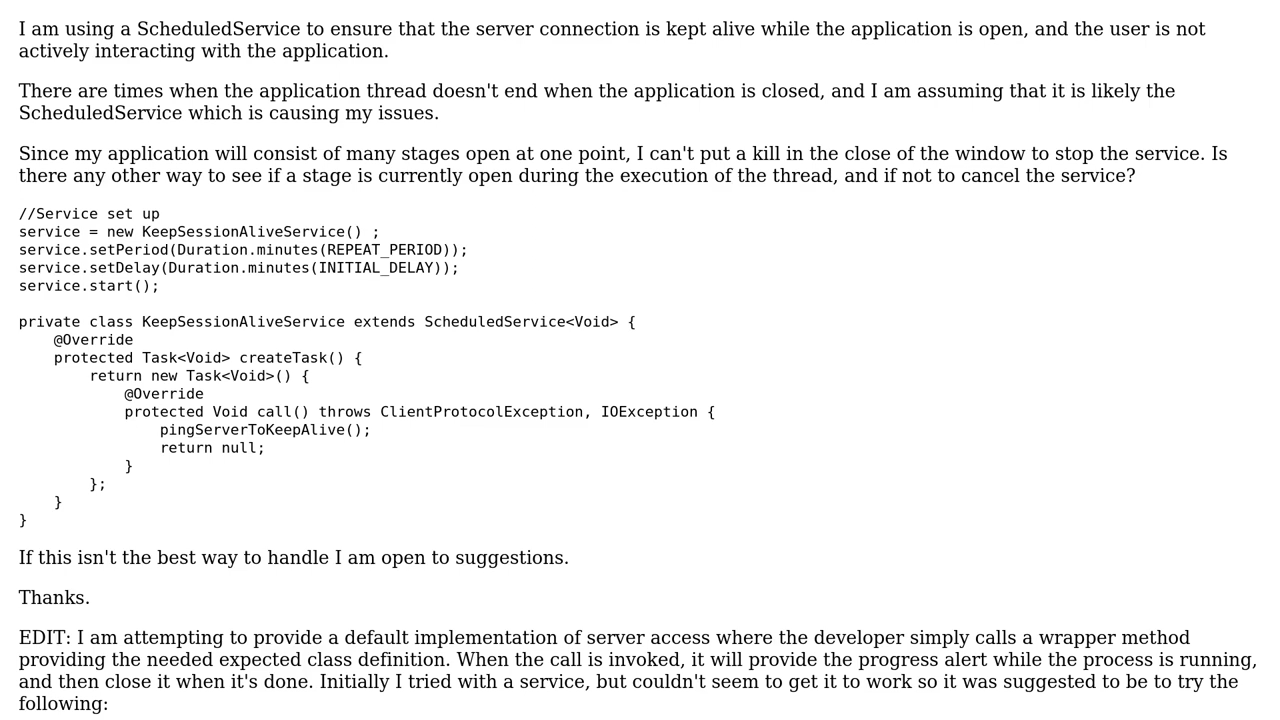 I am using a ScheduledService to ensure that the server connection is kept alive while the application is open, and the user is not
actively interacting with the application.
There are times when the application thread doesn't end when the application is closed, and I am assuming that it is likely the
ScheduledService which is causing my issues.
Since my application will consist of many stages open at one point, I can't put a kill in the close of the window to stop the service. Is
there any other way to see if a stage is currently open during the execution of the thread, and if not to cancel the service?
//Service set up
service = new KeepSessionAliveService() ;
service.setPeriod(Duration.minutes(REPEAT_PERIOD));
service.setDelay(Duration.minutes(INITIAL_DELAY));
service.start();
private class KeepSessionAliveService extends ScheduledService<Void> {
    @Override
    protected Task<Void> createTask() {
        return new Task<Void>() {
            @Override
            protected Void call() throws ClientProtocolException, IOException {
                pingServerToKeepAlive();
                return null;
            }
        };
    }
}
If this isn't the best way to handle I am open to suggestions.
Thanks.
EDIT: I am attempting to provide a default implementation of server access where the developer simply calls a wrapper method
providing the needed expected class definition. When the call is invoked, it will provide the progress alert while the process is running,
and then close it when it's done. Initially I tried with a service, but couldn't seem to get it to work so it was suggested to be to try the
following: